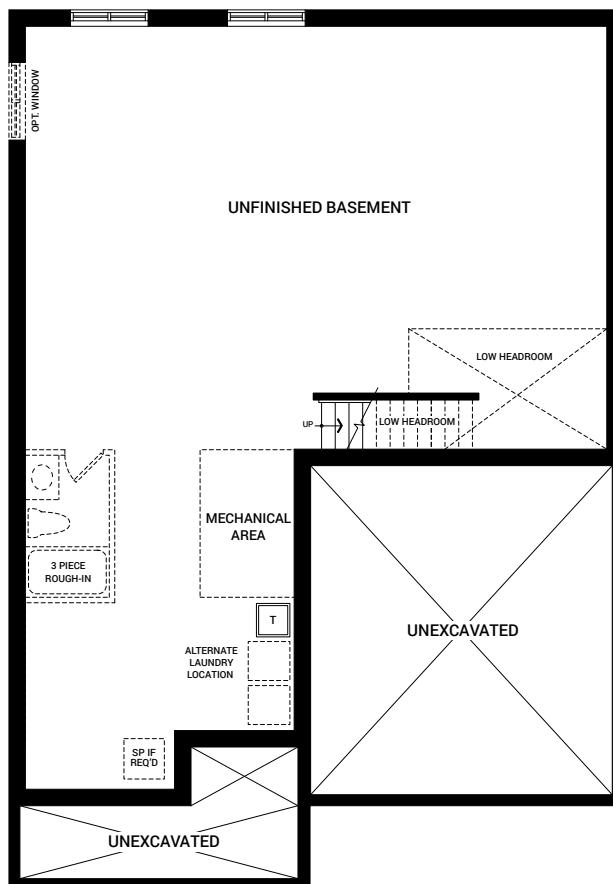 OPT. WINDOW
UNFINISHED BASEMENT
LOW HEADROOM
UP
LOW HEADROOM
MECHANICAL
AREA
3 PIECE
ROUGH-IN
T
UNEXCAVATED
ALTERNATE
LAUNDRY
LOCATION
SP IF
REQ'D
UNEXCAVATED